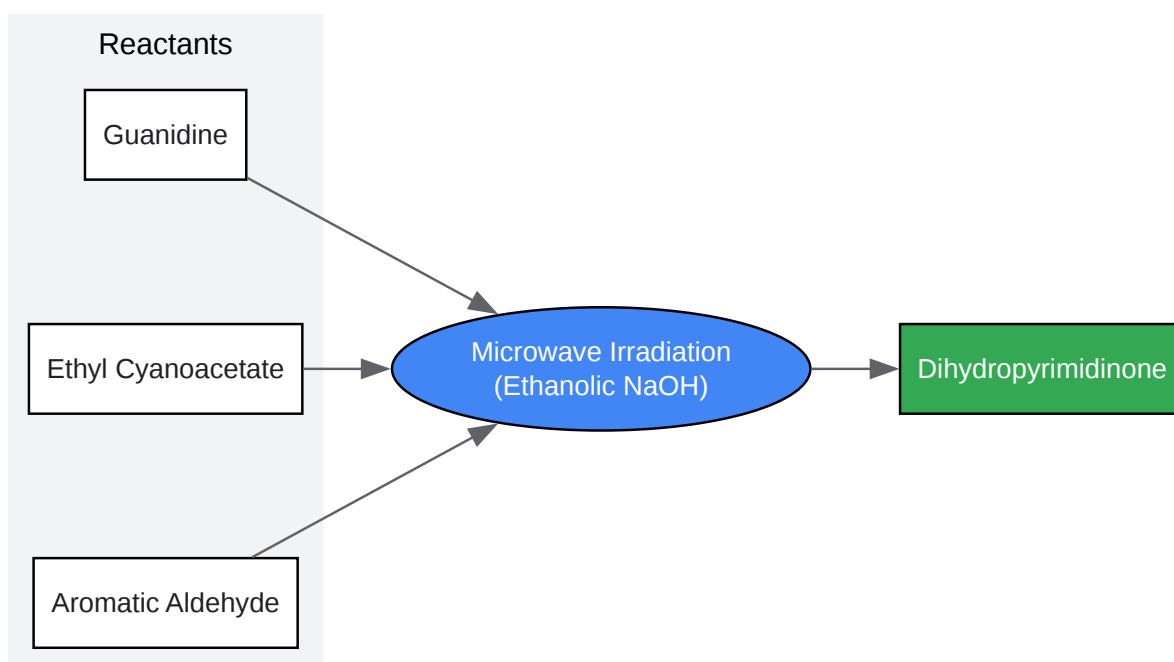 Reactants
Guanidine
Ethyl Cyanoacetate
Microwave Irradiation
(Ethanolic NaOH)
Dihydropyrimidinone
Aromatic Aldehyde